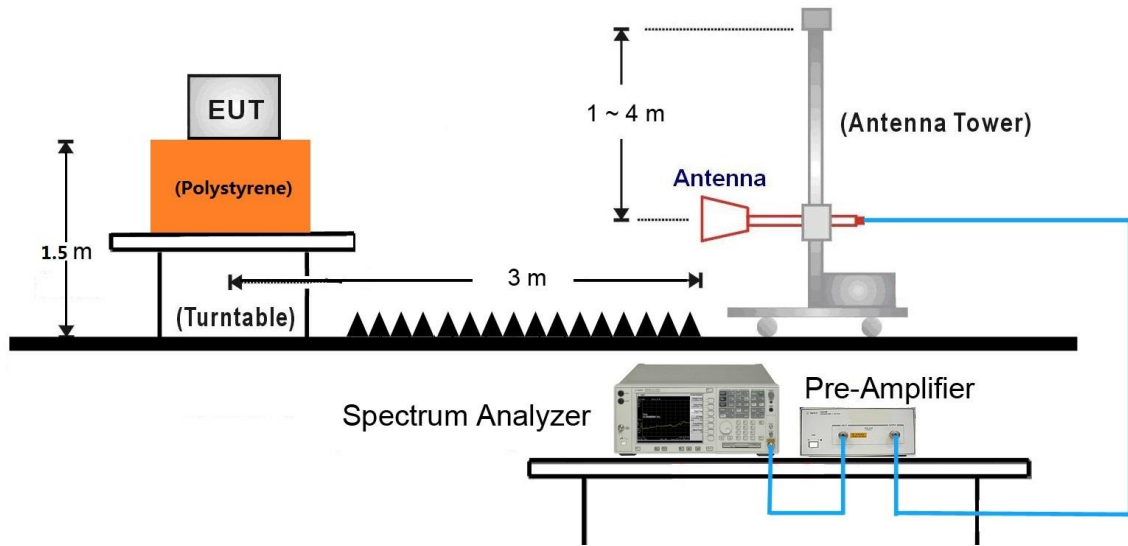 EUT
(Polystyrene)
1.5 m
(Turntable)
3 m
1 ~ 4 m
Antenna
(Antenna Tower)
Spectrum Analyzer
Pre-Amplifier